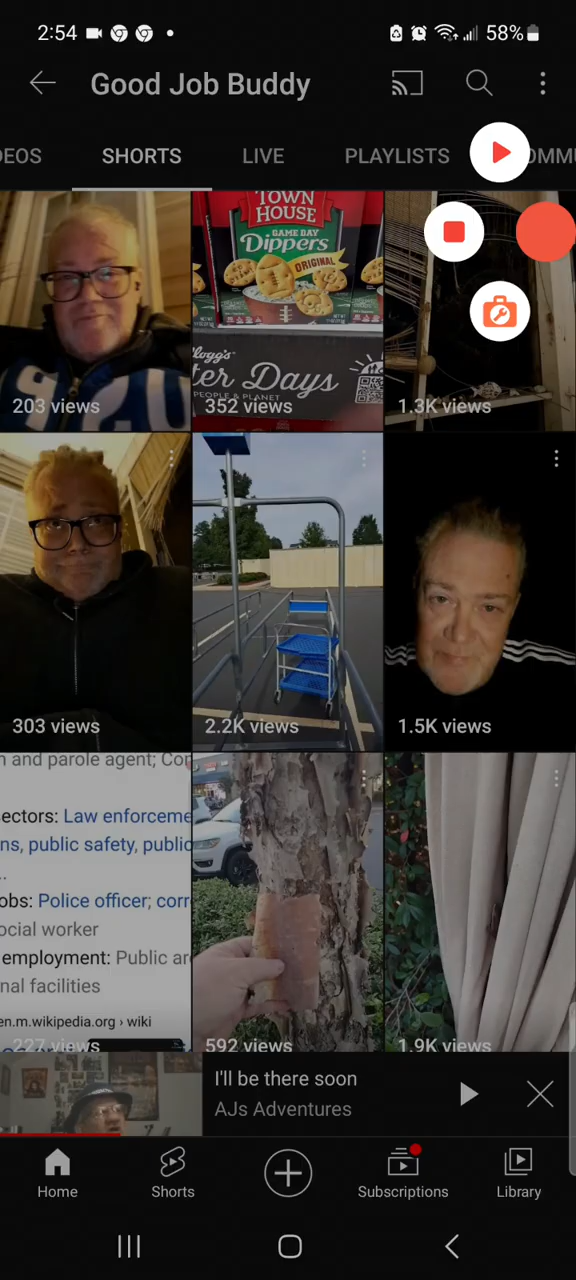 2:54
58%
Good Job Buddy
DEOS
SHORTS
LIVE
PLAYLISTS
OMMU
TOWN
HOUSE
GAME DAY
Dippers
ORIGINAL
Kellogg's
ter Days
PEOPLE & PLANET
203 views
352 views
1.3K views
303 views
2.2K views
1.5K views
n and parole agent; Cor
sectors: Law enforceme
ns, public safety, public
..
obs: Police officer; corr
ocial worker
employment: Public ar
nal facilities
en.m.wikipedia.org › wiki
227 views
592 views
1.9K views
I'll be there soon
AJs Adventures
Home
Shorts
Subscriptions
Library